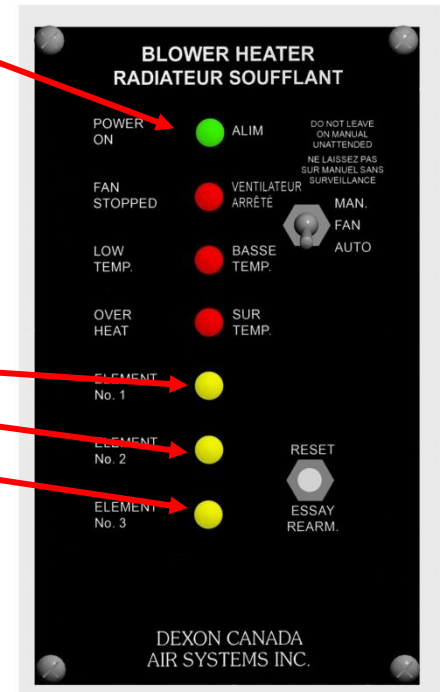 BLOWER HEATER
RADIATEUR SOUFFLANT
POWER
ON
ALIM
DO NOT LEAVE
ON MANUAL
UNATTENDED
NE LAISSEZ PAS
SUR MANUEL SANS
SURVEILLANCE
FAN
STOPPED
VENTILATEUR
ARRÊTÉ
MAN.
FAN
AUTO
LOW
TEMP.
BASSE
TEMP.
OVER
HEAT
SUR
TEMP.
ELEMENT
No. 1
ELEMENT
No. 2
RESET
ELEMENT
No. 3
ESSAY
REARM.
DEXON CANADA
AIR SYSTEMS INC.